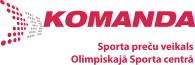 KOMANDA
Sporta preču veikals
Olimpiskajā Sporta centrā